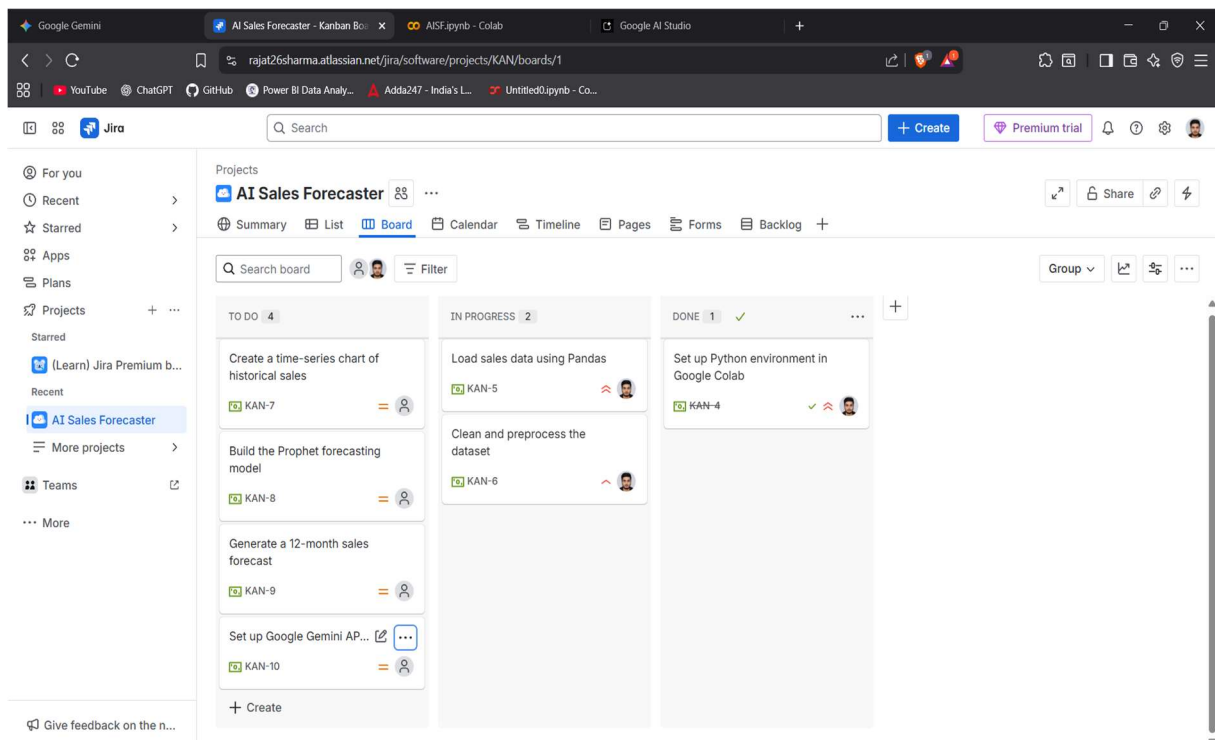 Google Gemini
AI Sales Forecaster - Kanban Boa
AISF.ipynb - Colab
Google AI Studio
rajat26sharma.atlassian.net/jira/software/projects/KAN/boards/1
YouTube
ChatGPT
GitHub
Power BI Data Analy...
Adda247 - India's L...
Untitled0.ipynb - Co...
Jira
Search
+ Create
Premium trial
For you
Recent
Starred
Apps
Plans
Projects
Starred
(Learn) Jira Premium b...
Recent
AI Sales Forecaster
More projects
Teams
More
Give feedback on the n...
Projects
AI Sales Forecaster
Share
Summary
List
Board
Calendar
Timeline
Pages
Forms
Backlog
Search board
Filter
Group
TO DO 4
Create a time-series chart of
historical sales
KAN-7
Build the Prophet forecasting
model
KAN-8
Generate a 12-month sales
forecast
KAN-9
Set up Google Gemini AP...
KAN-10
+ Create
IN PROGRESS 2
Load sales data using Pandas
KAN-5
Clean and preprocess the
dataset
KAN-6
DONE 1
Set up Python environment in
Google Colab
KAN-4